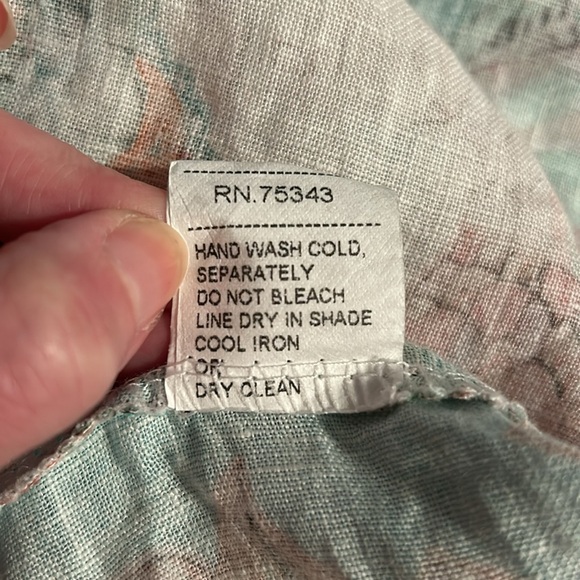 RN.75343
HAND WASH COLD,
SEPARATELY
DO NOT BLEACH
LINE DRY IN SHADE
COOL IRON
OR
DRY CLEAN